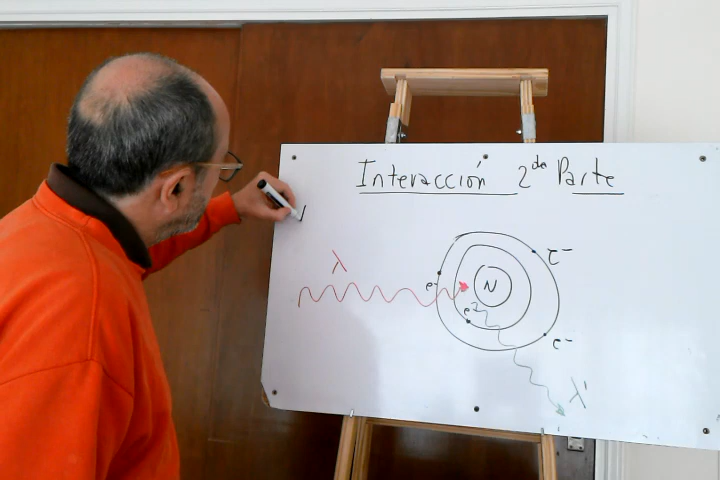 Interacción 2da Parte
λ
e-
e-
N
e-
e-
λ'